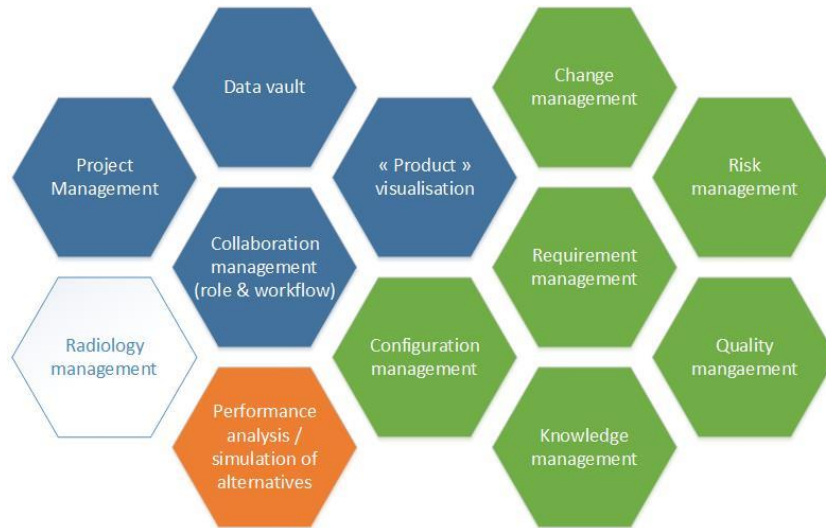 Data vault
Change
management
Project
Management
« Product »
visualisation
Risk
management
Collaboration
management
(role & workflow)
Requirement
management
Radiology
management
Configuration
management
Quality
mangaement
Performance
analysis /
simulation of
alternatives
Knowledge
management